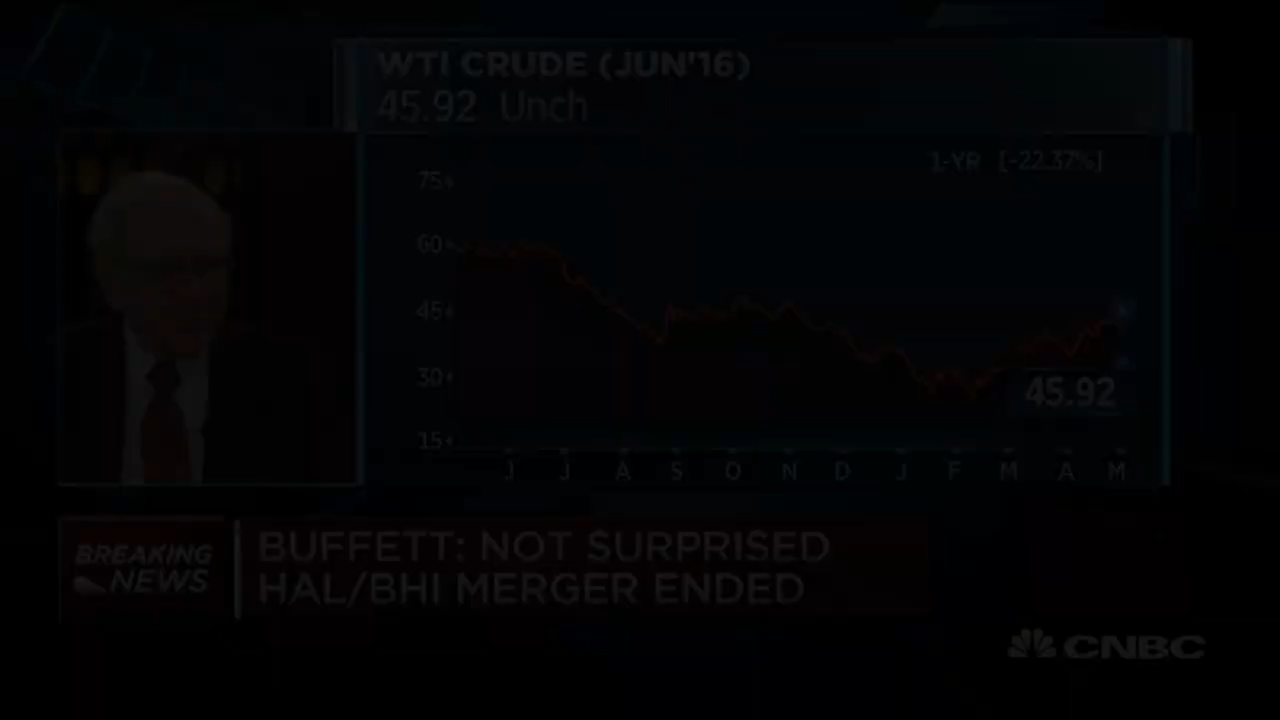 WTI CRUDE (JUN'16)
45.92 Unch
1-YR [-22.37%]
75
60
45
30
15
45.92
J J A S O N D J F M A M
BREAKING NEWS
BUFFETT: NOT SURPRISED
HAL/BHI MERGER ENDED
CNBC